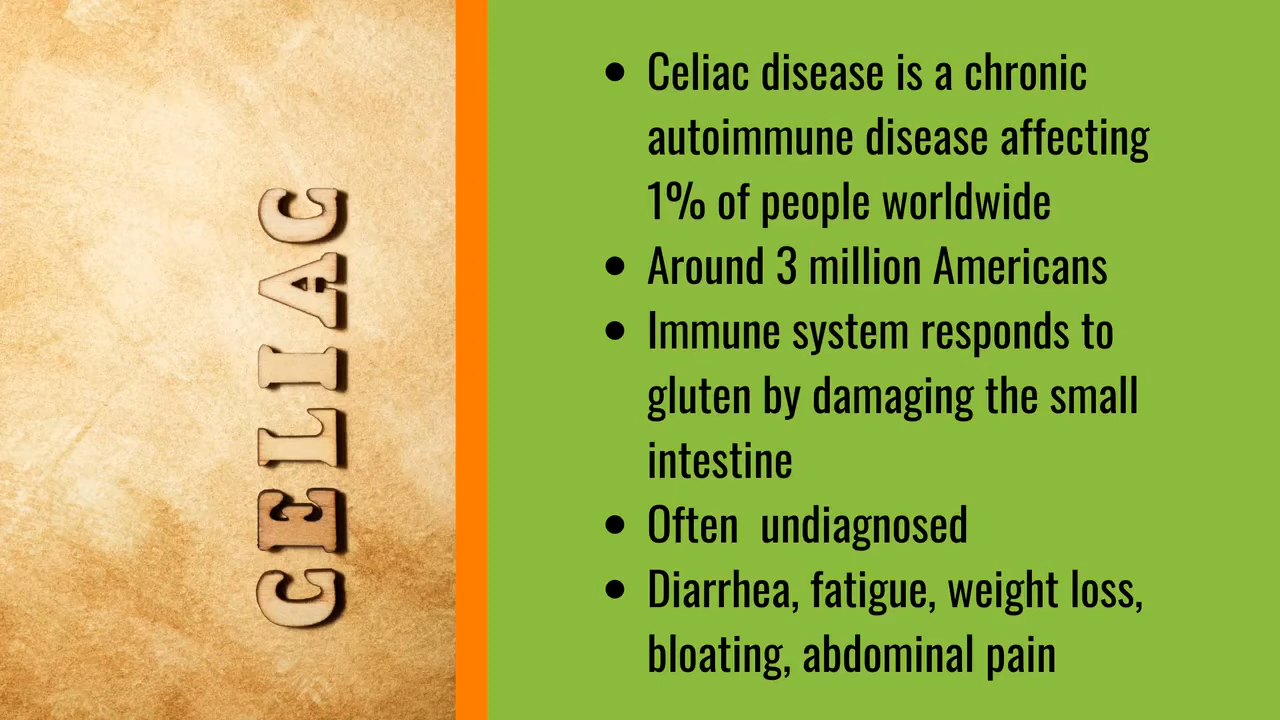 CELIAC
• Celiac disease is a chronic
autoimmune disease affecting
1% of people worldwide
• Around 3 million Americans
• Immune system responds to
gluten by damaging the small
intestine
• Often  undiagnosed
• Diarrhea, fatigue, weight loss,
bloating, abdominal pain